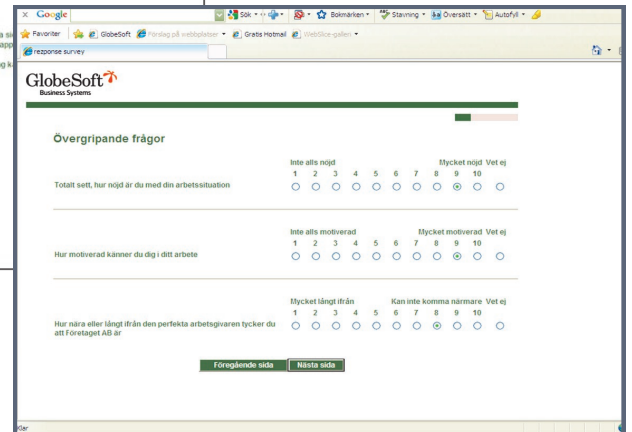 x Google Sök Bokmärken Stavning Översätt Autofyll
Favoriter GlobeSoft Förslag på webbplatser Gratis Hotmail WebSlice-galleri
rezponse survey
GlobeSoft
Business Systems
Övergripande frågor
Inte alls nöjd Mycket nöjd Vet ej
1 2 3 4 5 6 7 8 9 10
Totalt sett, hur nöjd är du med din arbetssituation
Inte alls motiverad Mycket motiverad Vet ej
1 2 3 4 5 6 7 8 9 10
Hur motiverad känner du dig i ditt arbete
Mycket långt ifrån Kan inte komma närmare Vet ej
1 2 3 4 5 6 7 8 9 10
Hur nära eller långt ifrån den perfekta arbetsgivaren tycker du
att Företaget AB är
Föregående sida Nästa sida
Klar